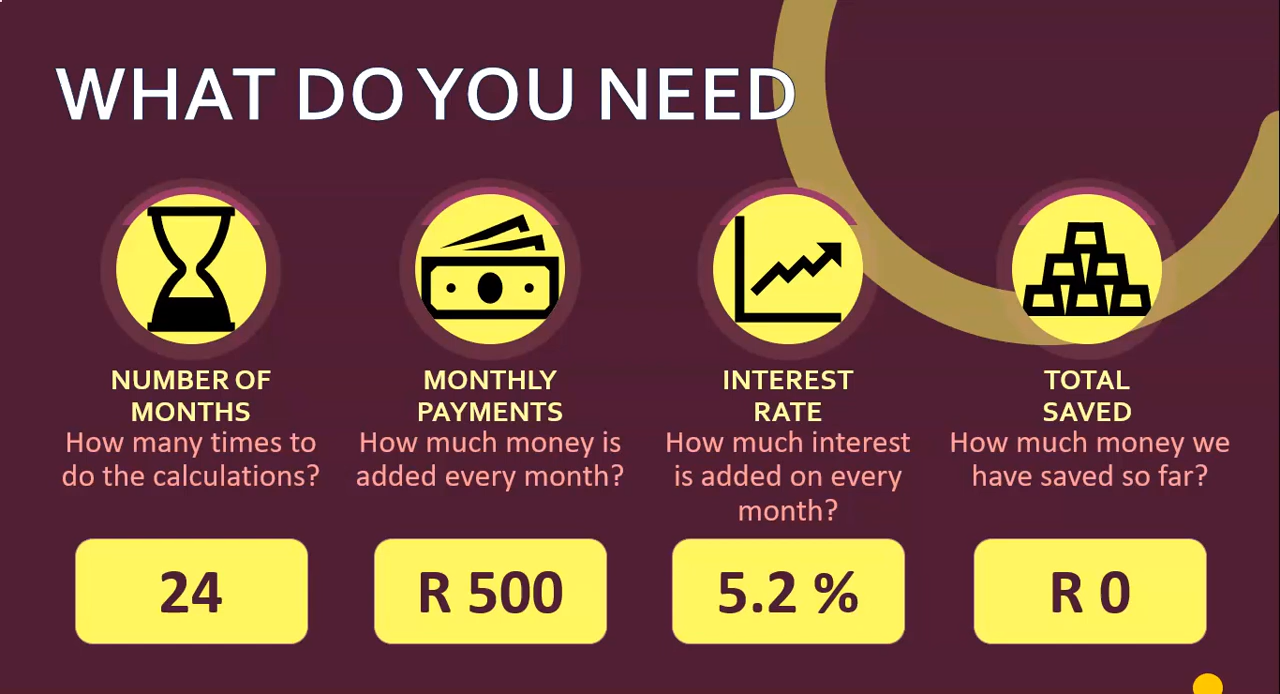 WHAT DO YOU NEED
NUMBER OF
MONTHS
How many times to
do the calculations?
24
MONTHLY
PAYMENTS
How much money is
added every month?
R 500
INTEREST
RATE
How much interest
is added on every
month?
5.2 %
TOTAL
SAVED
How much money we
have saved so far?
R 0